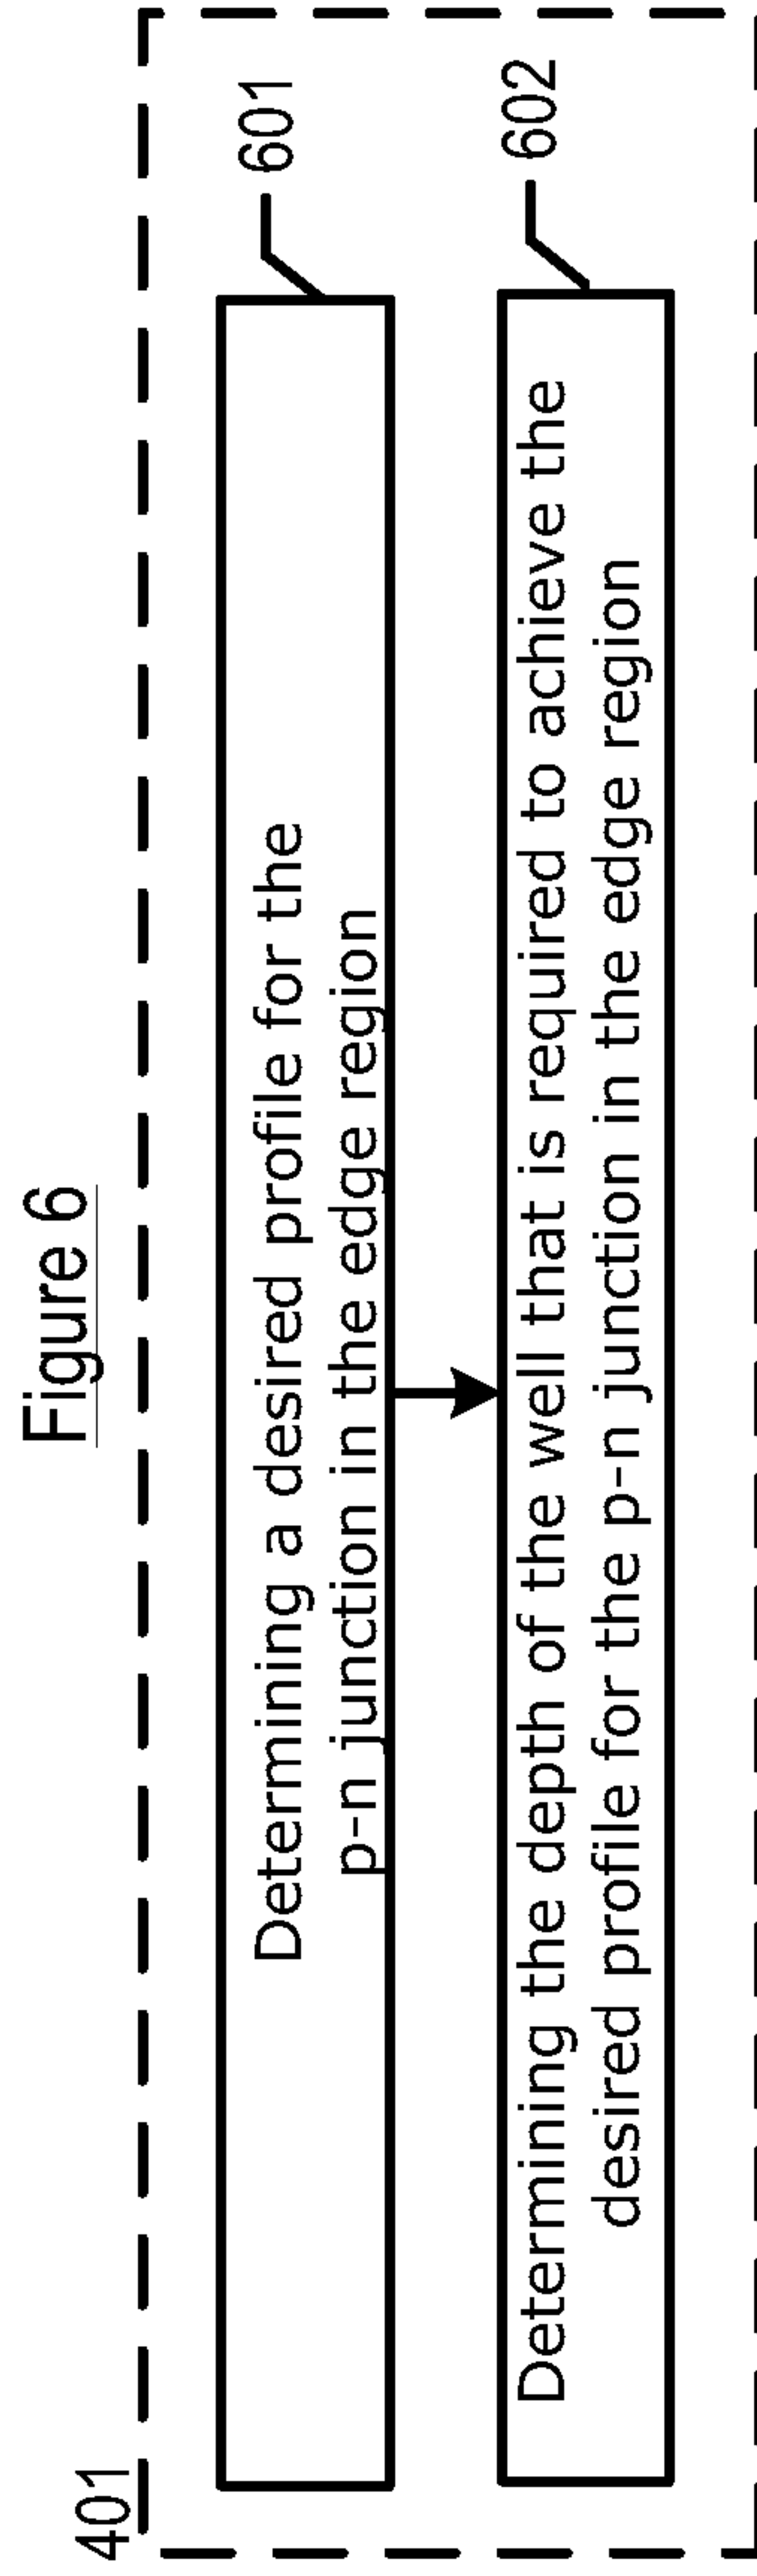 Figure 6
401
601
Determining a desired profile for the
p-n junction in the edge region
602
Determining the depth of the well that is required to achieve the
desired profile for the p-n junction in the edge region